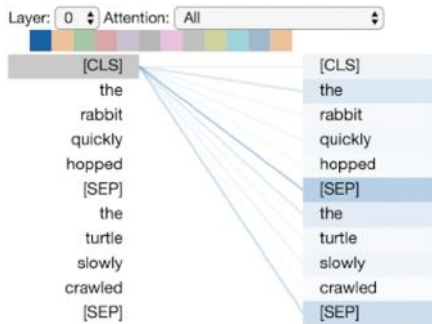 Layer: 0 Attention: All
[CLS] [CLS]
the the
rabbit rabbit
quickly quickly
hopped hopped
[SEP] [SEP]
the the
turtle turtle
slowly slowly
crawled crawled
[SEP] [SEP]